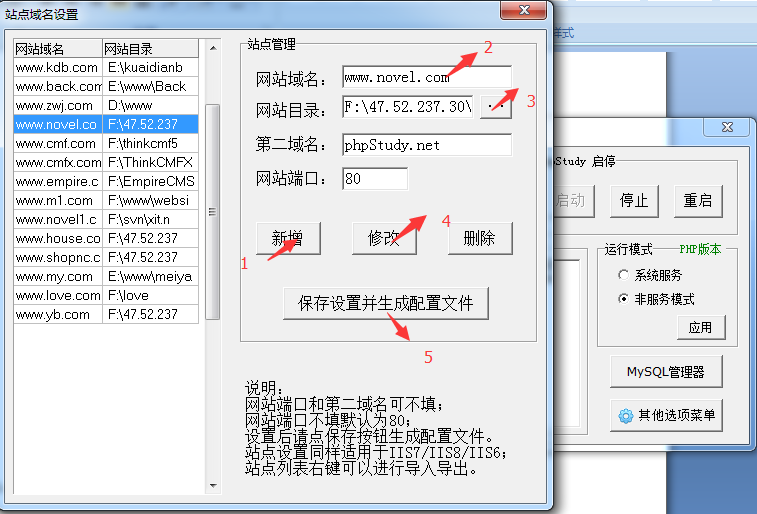 站点域名设置
网站域名 网站目录
www.kdb.com E:\kuaidianb
www.back.com E:\www\Back
www.zwj.com D:\www
www.novel.co F:\47.52.237
www.cmf.com F:\thinkcmf5
www.cmfx.com F:\ThinkCMFX
www.empire.c F:\EmpireCMS
www.m1.com F:\www\websi
www.novel1.c F:\svn\xit.n
www.house.co F:\47.52.237
www.shopnc.c F:\47.52.237
www.my.com E:\www\meiya
www.love.com F:\love
www.yb.com F:\47.52.237
站点管理
2
网站域名: www.novel.com
网站目录: F:\47.52.237.30\
3
第二域名: phpStudy.net
网站端口: 80
4
新增 修改 删除
1
保存设置并生成配置文件
5
说明:
网站端口和第二域名可不填;
网站端口不填默认为80;
设置后请点保存按钮生成配置文件。
站点设置同样适用于IIS7/IIS8/IIS6;
站点列表右键可以进行导入导出。
样式
Study 启停
启动 停止 重启
运行模式 PHP版本
系统服务
非服务模式
应用
MySQL管理器
其他选项菜单